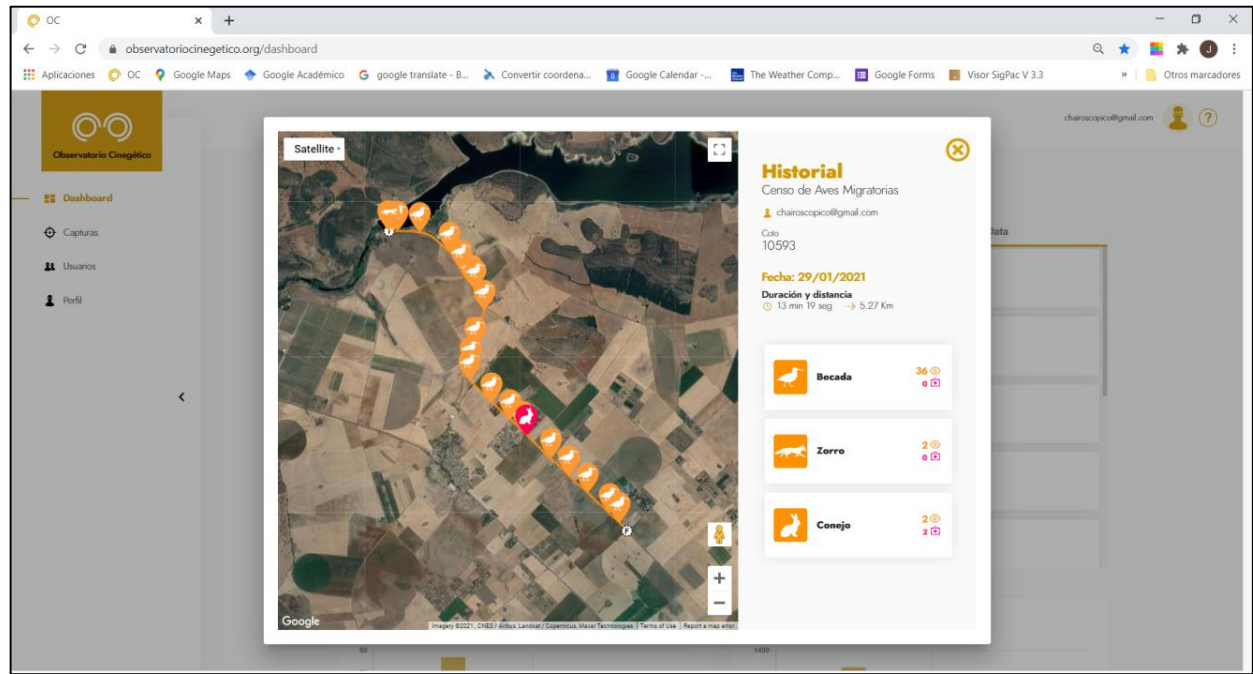 OC
observatoriocinegetico.org/dashboard
J
Aplicaciones OC Google Maps Google Académico google translate - B... Convertir coordena... Google Calendar -... The Weather Comp... Google Forms Visor SigPac V 3.3 » Otros marcadores
Observatorio Cinegético
chairoscopico@gmail.com ?
Dashboard
Capturas
Usuarios
Perfil
Satellite
Historial
Censo de Aves Migratorias
chairoscopico@gmail.com
Coto
10593
Data
Fecha: 29/01/2021
Duración y distancia
13 min 19 seg 5.27 Km
Becada
36
0
Zorro
2
0
Conejo
2
2
I
F
Google
Imagery ©2021, CNES / Airbus, Landsat / Copernicus, Maxar Technologies Terms of Use Report a map error
80
1400